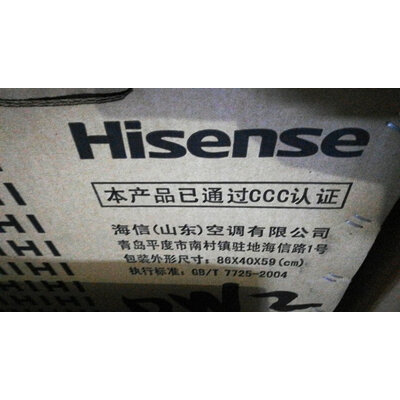 Hisense
本产品已通过CCC认证
海信(山东)空调有限公司
青岛平度市南村镇驻地海信路1号
包装外形尺寸: 86X40X59(cm)
执行标准: GB/T 7725-2004